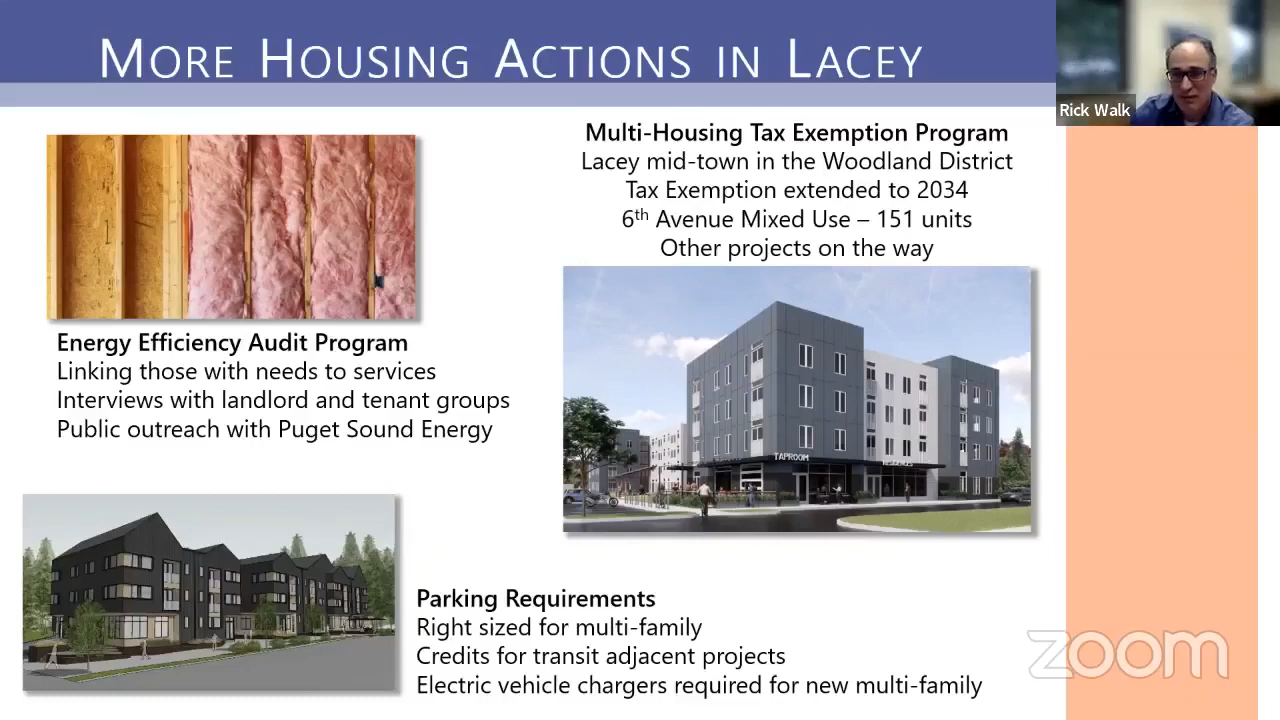 MORE HOUSING ACTIONS IN LACEY
Rick Walk
Multi-Housing Tax Exemption Program
Lacey mid-town in the Woodland District
Tax Exemption extended to 2034
6th Avenue Mixed Use – 151 units
Other projects on the way
TAPROOM
RESIDENCES
Energy Efficiency Audit Program
Linking those with needs to services
Interviews with landlord and tenant groups
Public outreach with Puget Sound Energy
Parking Requirements
Right sized for multi-family
Credits for transit adjacent projects
Electric vehicle chargers required for new multi-family
zoom